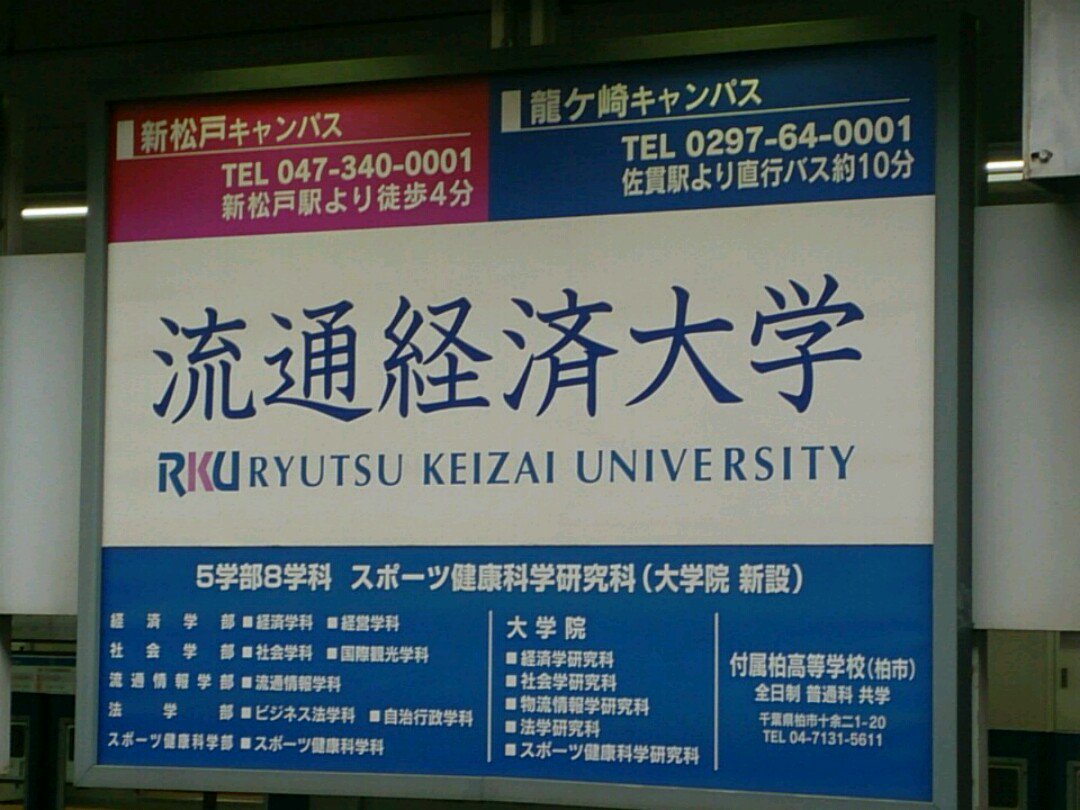 新松戸キャンパス
TEL 047-340-0001
新松戸駅より徒歩4分
龍ケ崎キャンパス
TEL 0297-64-0001
佐貫駅より直行バス約10分
流通経済大学
RKU RYUTSU KEIZAI UNIVERSITY
5学部8学科 スポーツ健康科学研究科(大学院 新設)
経済学部 ■経済学科 ■経営学科
社会学部 ■社会学科 ■国際観光学科
流通情報学部 ■流通情報学科
法学部 ■ビジネス法学科 ■自治行政学科
スポーツ健康科学部 ■スポーツ健康科学科
大学院
■経済学研究科
■社会学研究科
■物流情報学研究科
■法学研究科
■スポーツ健康科学研究科
付属柏高等学校(柏市)
全日制 普通科 共学
千葉県柏市十余二1-20
TEL 04-7131-5611